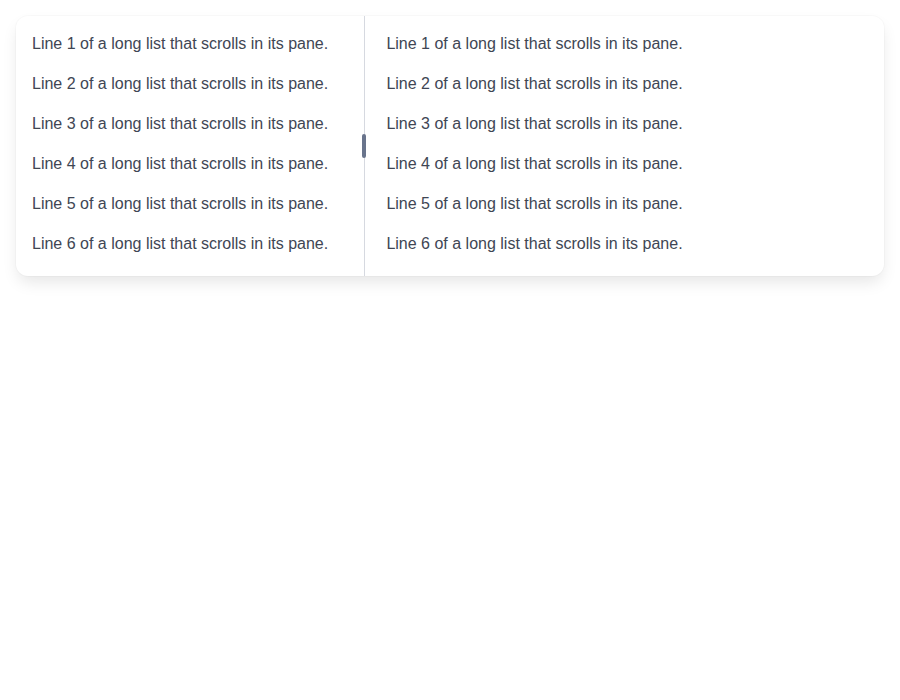 Line 1 of a long list that scrolls in its pane.
Line 2 of a long list that scrolls in its pane.
Line 3 of a long list that scrolls in its pane.
Line 4 of a long list that scrolls in its pane.
Line 5 of a long list that scrolls in its pane.
Line 6 of a long list that scrolls in its pane.
Line 1 of a long list that scrolls in its pane.
Line 2 of a long list that scrolls in its pane.
Line 3 of a long list that scrolls in its pane.
Line 4 of a long list that scrolls in its pane.
Line 5 of a long list that scrolls in its pane.
Line 6 of a long list that scrolls in its pane.